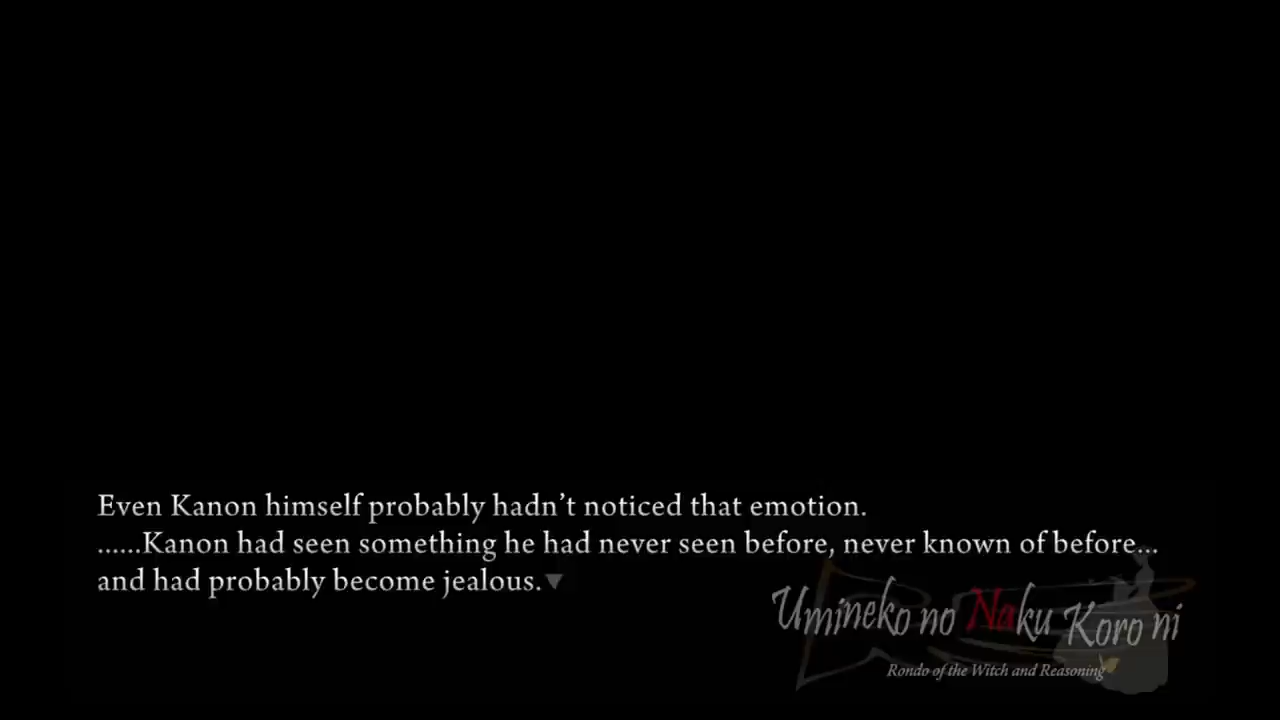 Even Kanon himself probably hadn't noticed that emotion.
......Kanon had seen something he had never seen before, never known of before...
and had probably become jealous.
Umineko no Naku Koro ni
Rondo of the Witch and Reasoning